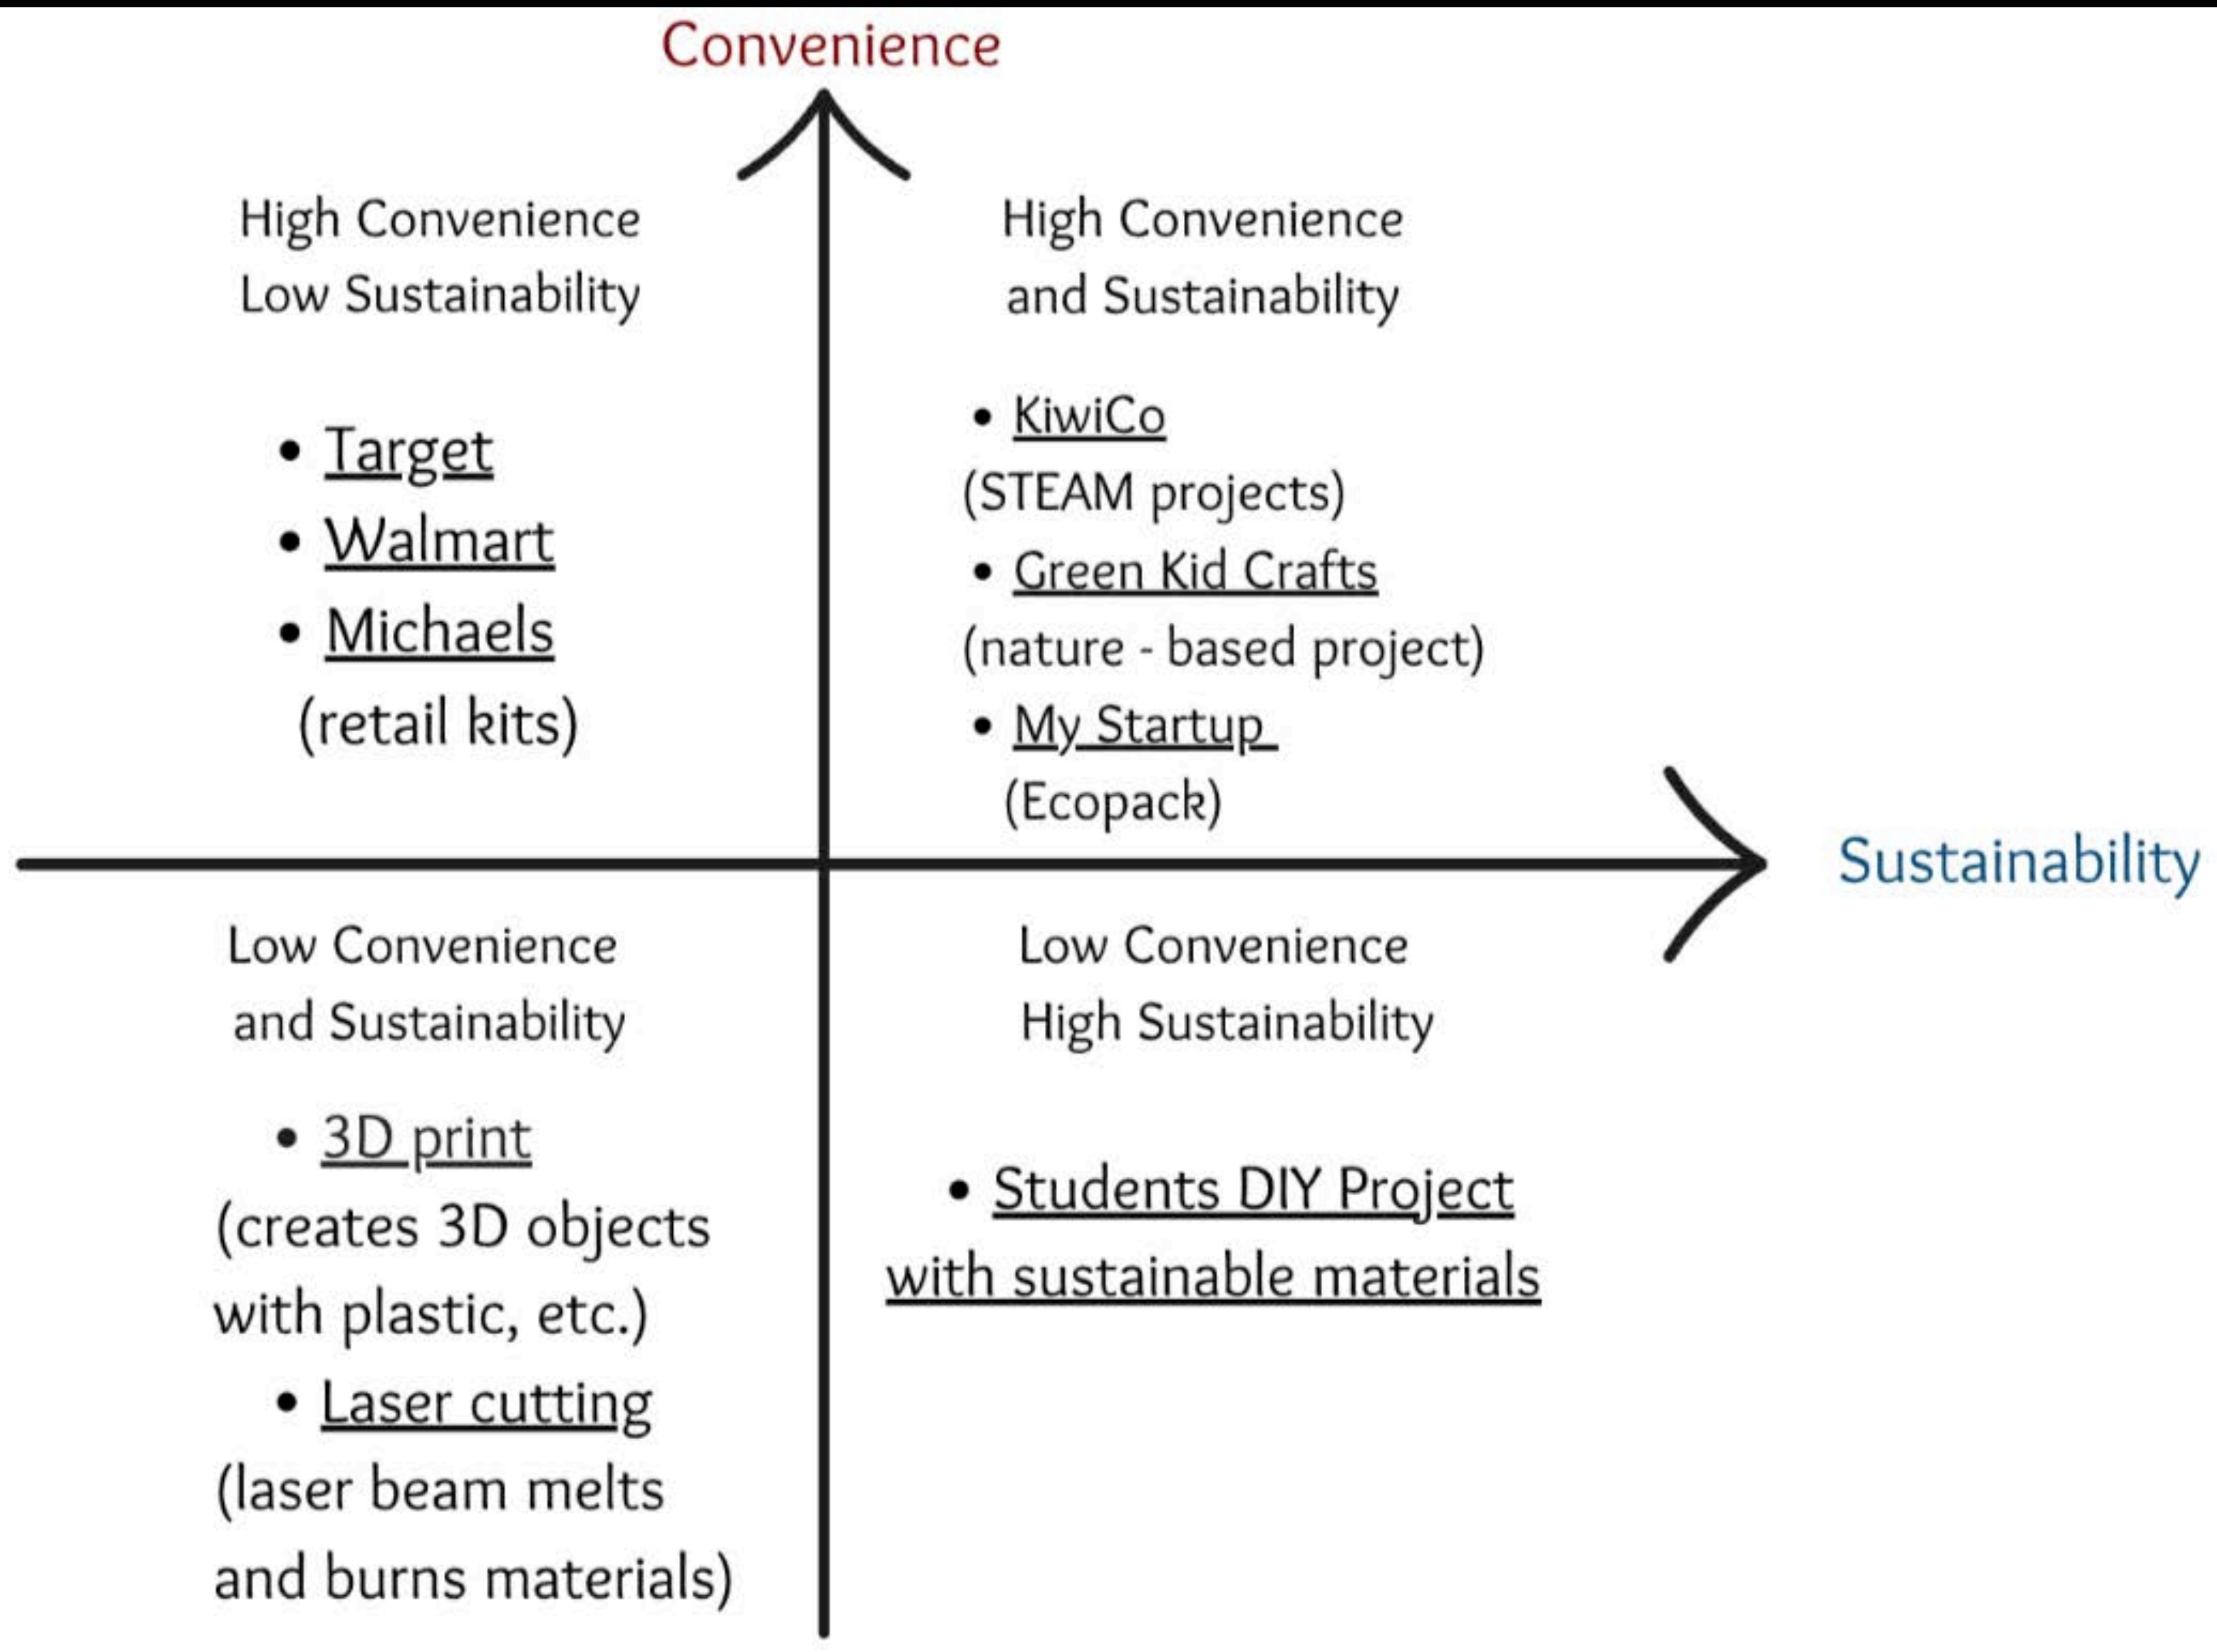 Convenience
High Convenience
Low Sustainability
• Target
• Walmart
• Michaels
(retail kits)
High Convenience
and Sustainability
• KiwiCo
(STEAM projects)
• Green Kid Crafts
(nature - based project)
• My Startup
(Ecopack)
Sustainability
Low Convenience
and Sustainability
• 3D print
(creates 3D objects
with plastic, etc.)
• Laser cutting
(laser beam melts
and burns materials)
Low Convenience
High Sustainability
• Students DIY Project
with sustainable materials